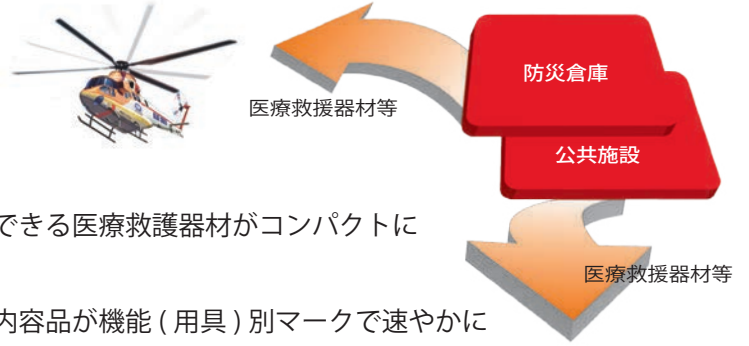 防災倉庫
医療救援器材等
公共施設
できる医療救護器材がコンパクトに
医療救援器材等
内容品が機能 ( 用具 ) 別マークで速やかに